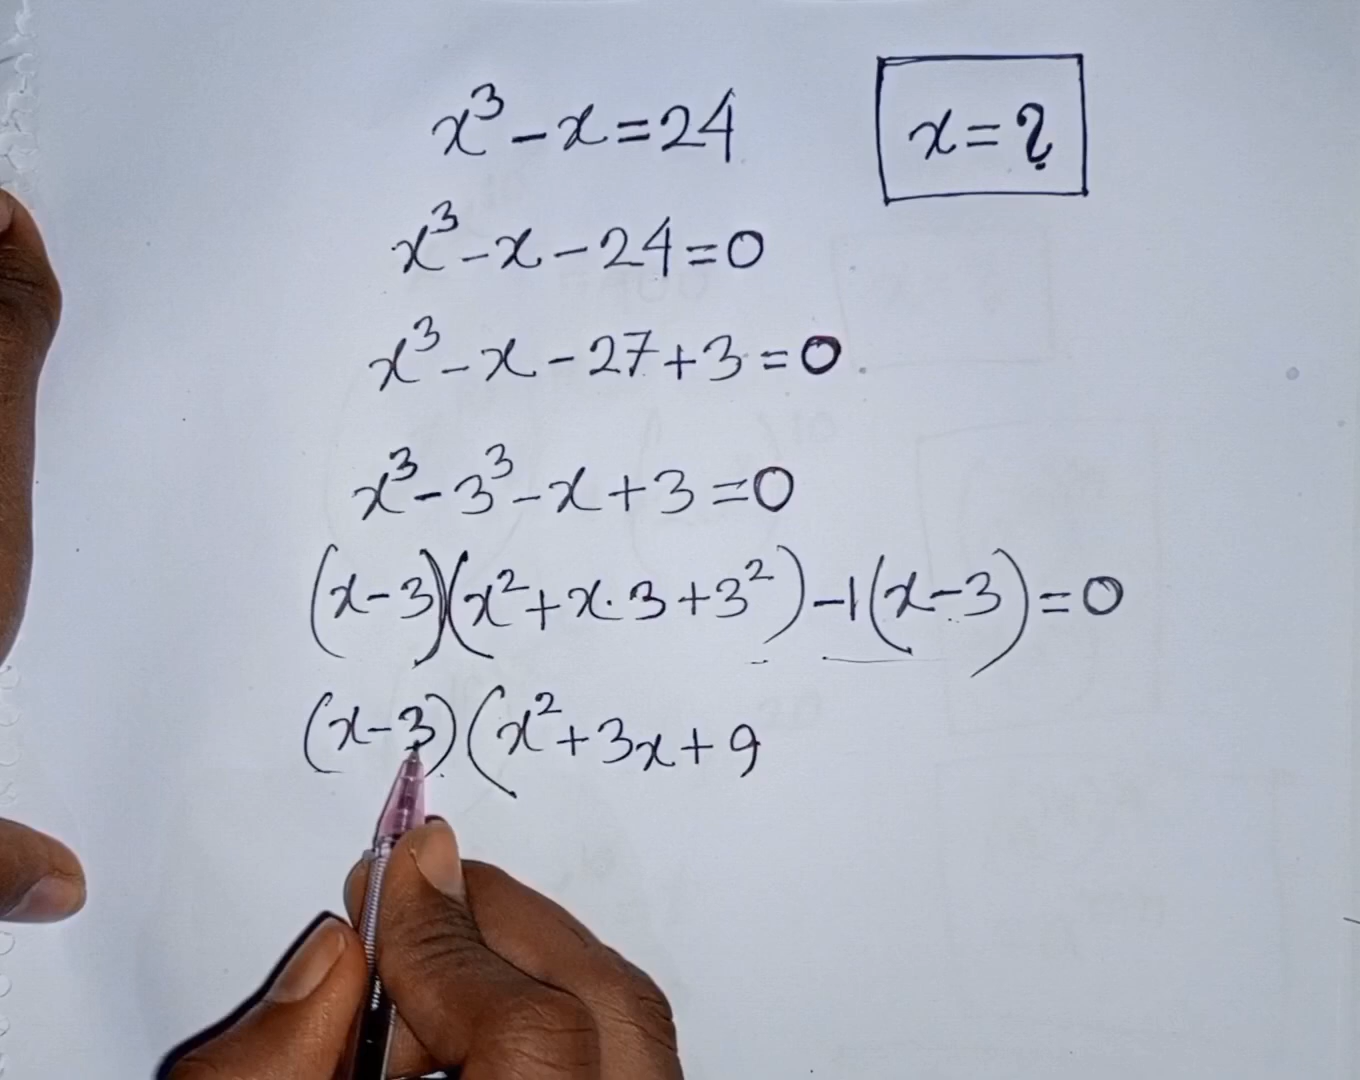 x³ - x = 24
x = ?
x³ - x - 24 = 0
x³ - x - 27 + 3 = 0
x³ - 3³ - x + 3 = 0
(x - 3)(x² + x · 3 + 3²) - 1(x - 3) = 0
(x - 3)(x² + 3x + 9